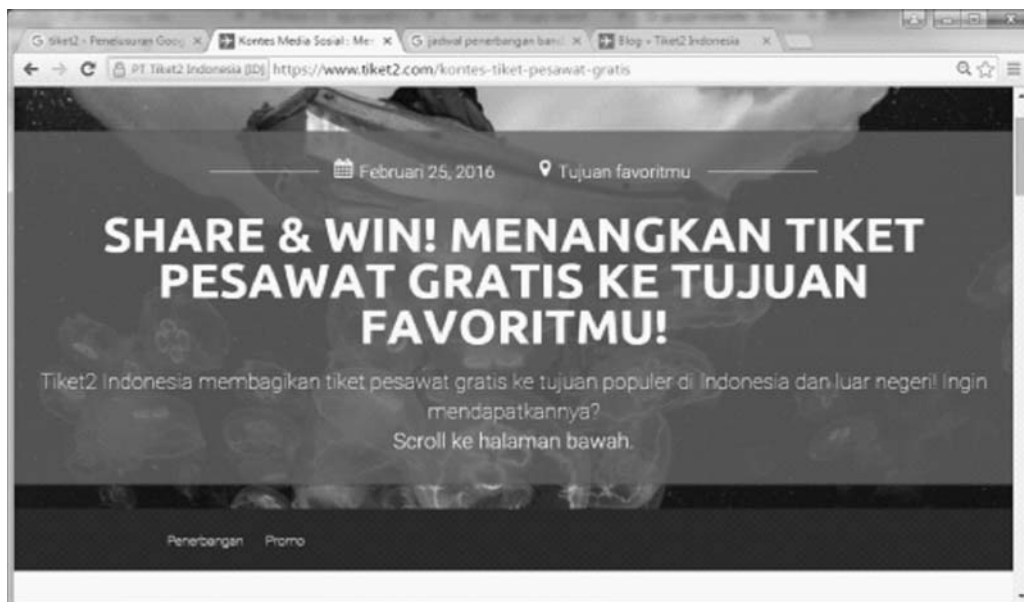 tiket2 - Penelusuran Goog
Kontes Media Sosial: Mer
jadwal penerbangan band
Blog » Tiket2 Indonesia
PT Tiket2 Indonesia [ID] https://www.tiket2.com/kontes-tiket-pesawat-gratis
Februari 25, 2016 Tujuan favoritmu
SHARE & WIN! MENANGKAN TIKET
PESAWAT GRATIS KE TUJUAN
FAVORITMU!
Tiket2 Indonesia membagikan tiket pesawat gratis ke tujuan populer di Indonesia dan luar negeri! Ingin
mendapatkannya?
Scroll ke halaman bawah.
Penerbangan Promo